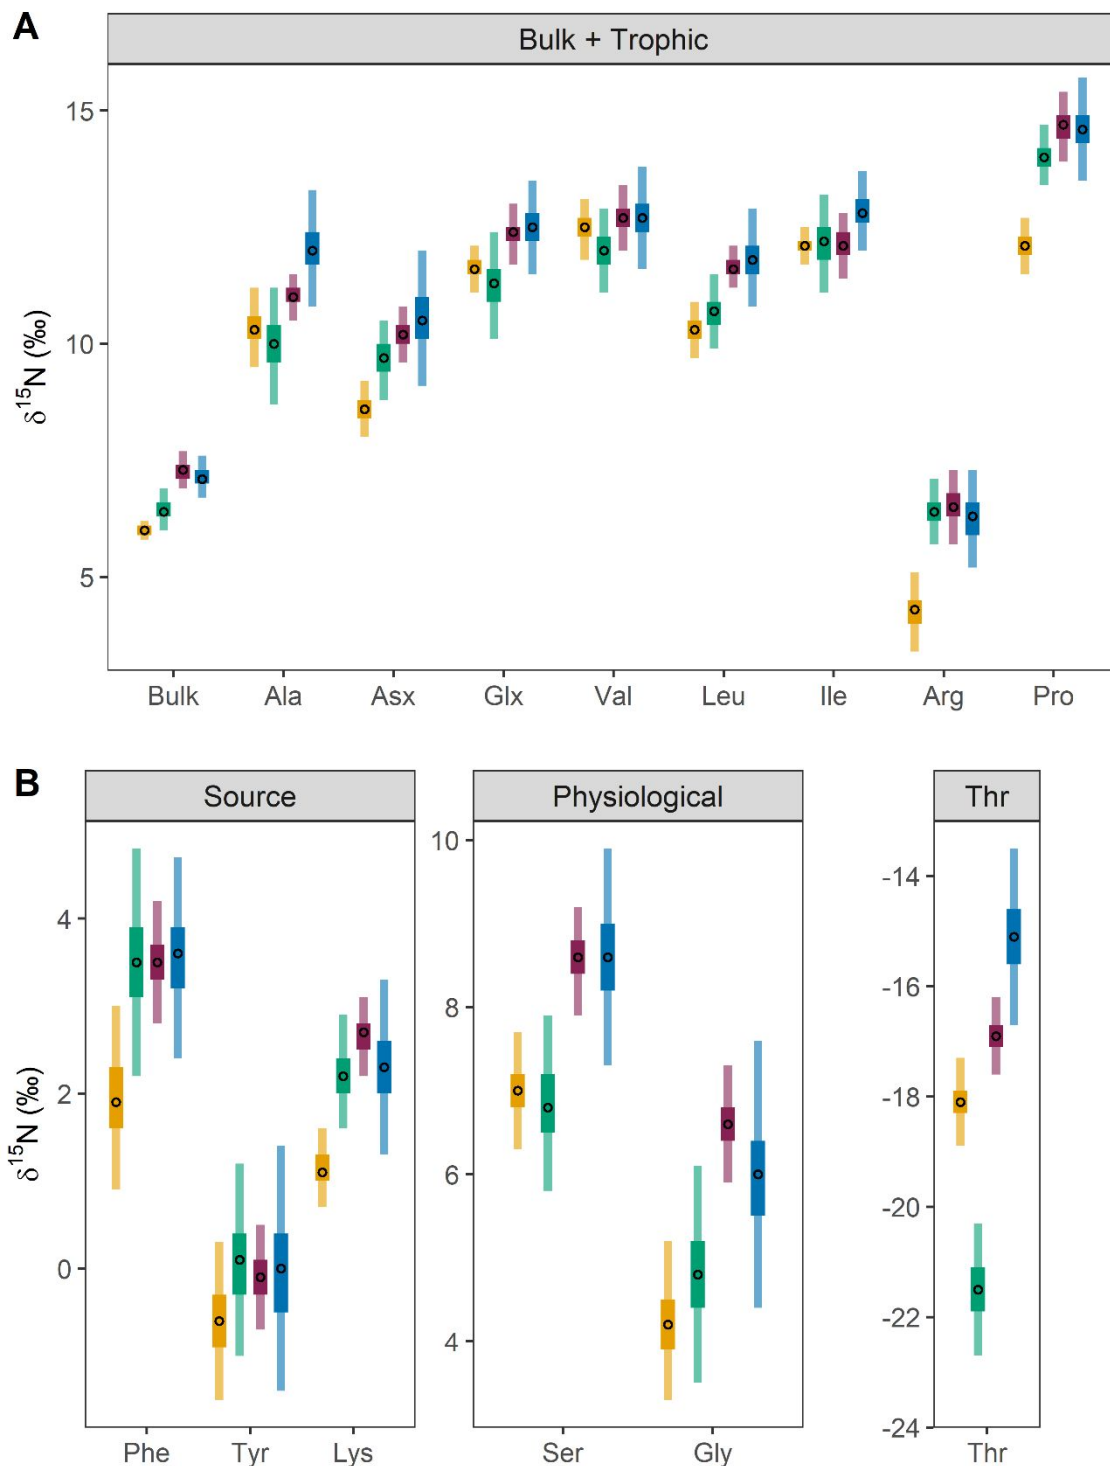 A
Bulk + Trophic
15
10
5
δ15N (‰)
Bulk Ala Asx Glx Val Leu Ile Arg Pro
B
Source Physiological Thr
4
2
0
δ15N (‰)
10
8
6
4
-14
-16
-18
-20
-22
-24
Phe Tyr Lys Ser Gly Thr